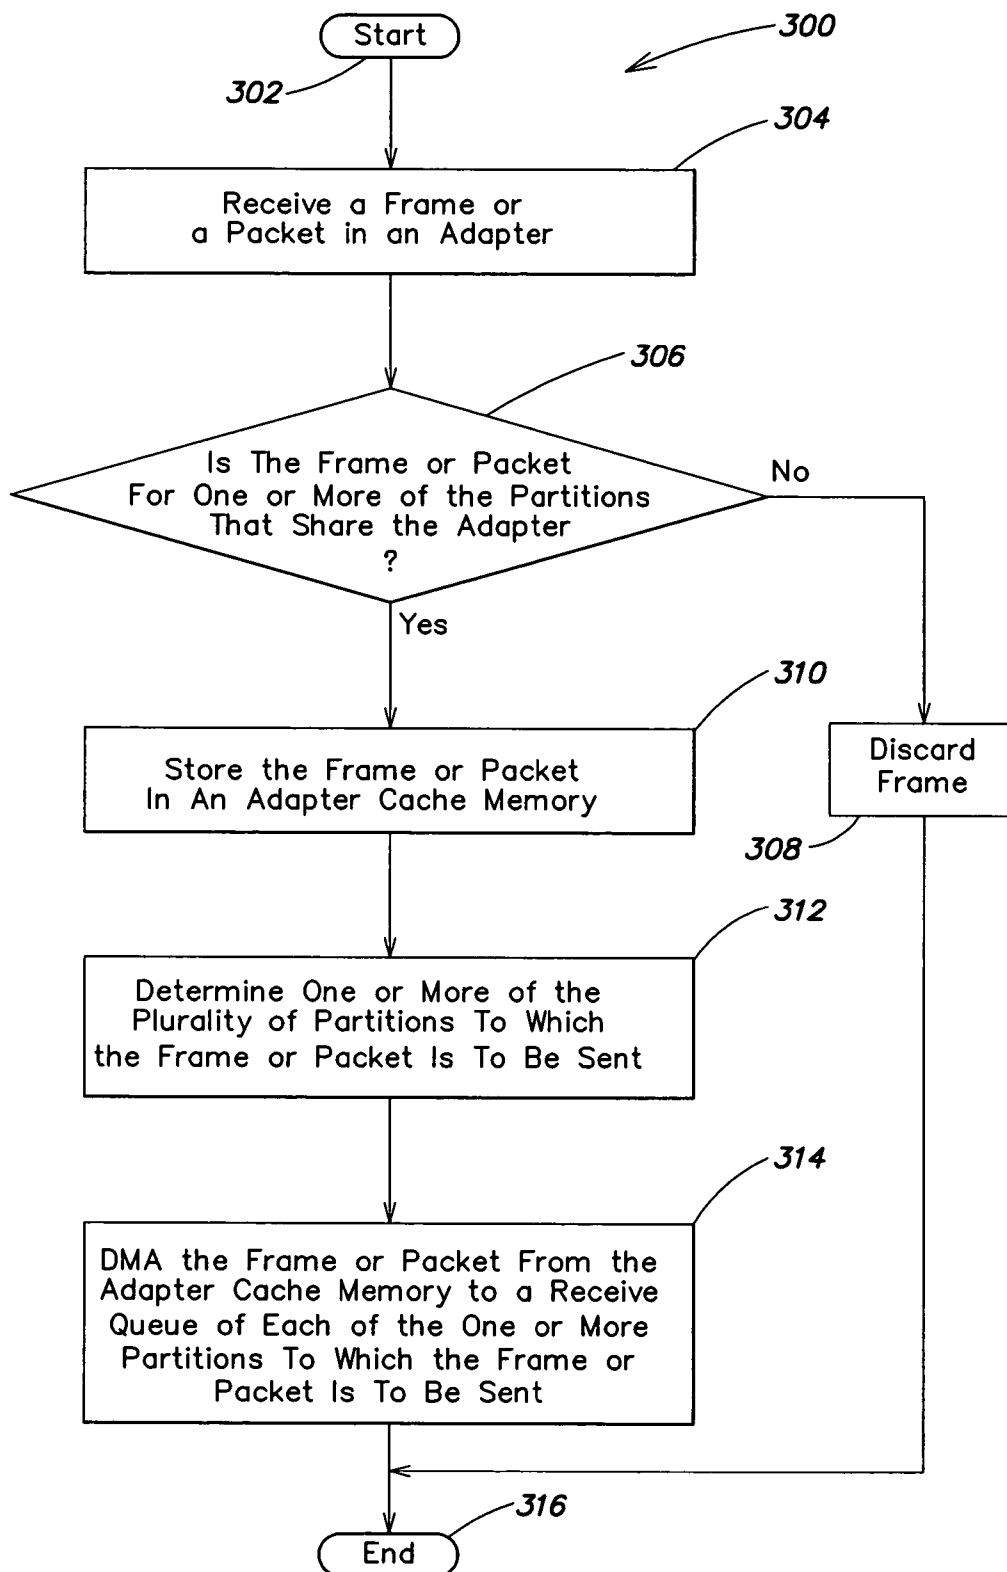 Start
300
302
304
Receive a Frame or
a Packet in an Adapter
306
Is The Frame or Packet
For One or More of the Partitions
That Share the Adapter
?
No
Yes
310
Store the Frame or Packet
In An Adapter Cache Memory
Discard
Frame
308
312
Determine One or More of the
Plurality of Partitions To Which
the Frame or Packet Is To Be Sent
314
DMA the Frame or Packet From the
Adapter Cache Memory to a Receive
Queue of Each of the One or More
Partitions To Which the Frame or
Packet Is To Be Sent
316
End